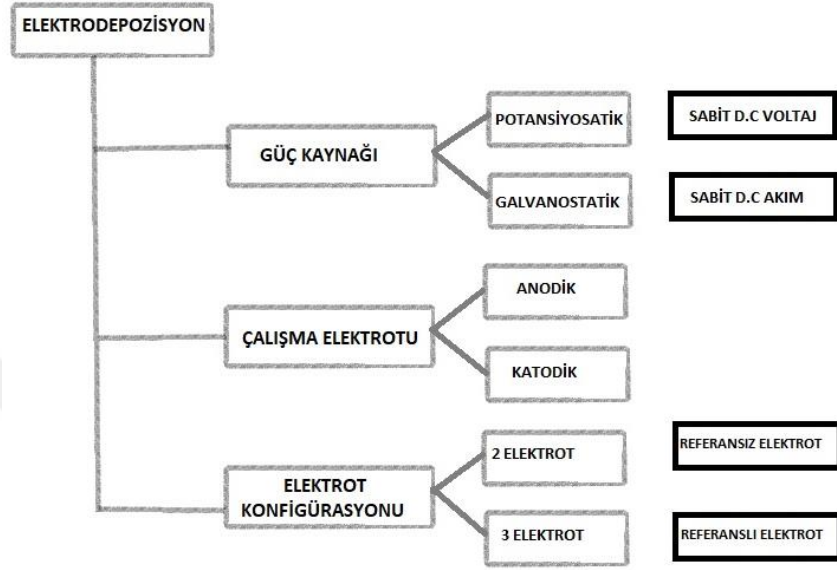 ELEKTRODEPOZİSYON
GÜÇ KAYNAĞI
POTANSİYOSATİK
SABİT D.C VOLTAJ
GALVANOSTATİK
SABİT D.C AKIM
ÇALIŞMA ELEKTROTU
ANODİK
KATODİK
ELEKTROT
KONFİGÜRASYONU
2 ELEKTROT
REFERANSIZ ELEKTROT
3 ELEKTROT
REFERANSLI ELEKTROT